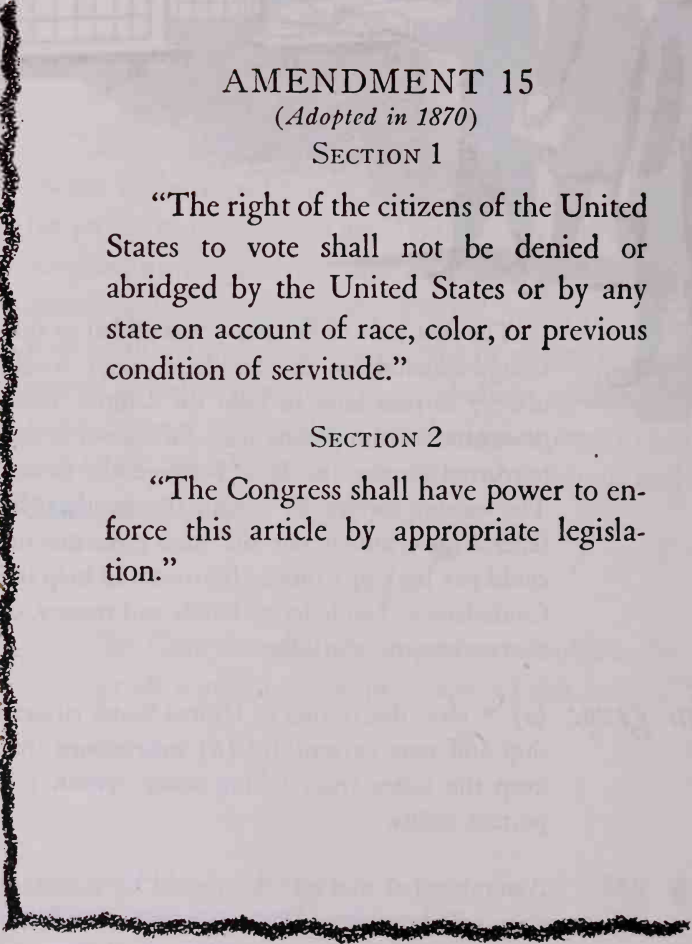 AMENDMENT 15
(Adopted in 1870)
SECTION 1
“The right of the citizens of the United
States to vote shall not be denied or
abridged by the United States or by any
state on account of race, color, or previous
condition of servitude.”
SECTION 2
“The Congress shall have power to en-
force this article by appropriate legisla-
tion.”